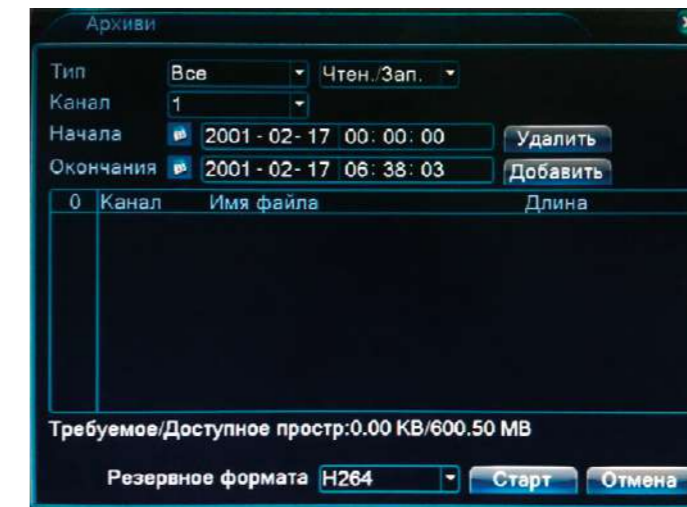 Архиви
Тип Все Чтен./Зап.
Канал 1
Начала 2001-02-17 00:00:00 Удалить
Окончания 2001-02-17 06:38:03 Добавить
0 Канал Имя файла Длина
Требуемое/Доступное простр:0.00 KB/600.50 MB
Резервное формата H264 Старт Отмена